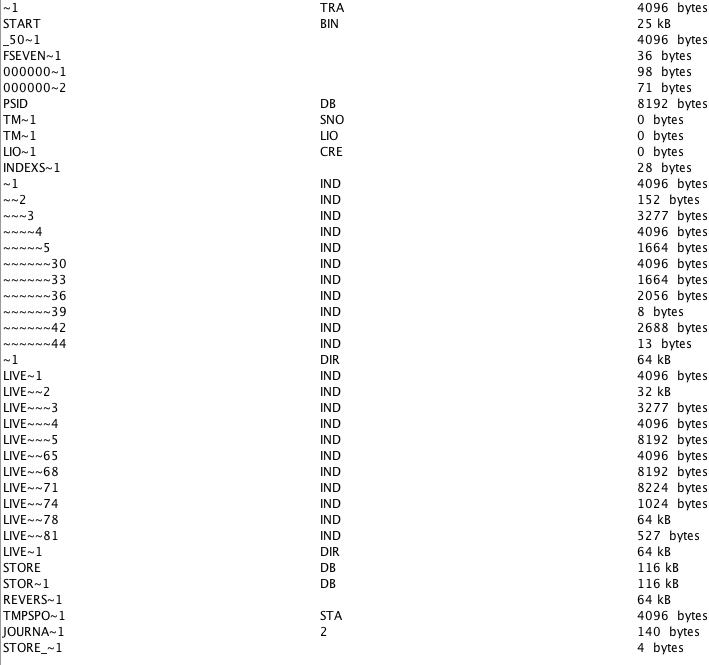 ~1 TRA 4096 bytes
START BIN 25 kB
_50~1 4096 bytes
FSEVEN~1 36 bytes
000000~1 98 bytes
000000~2 71 bytes
PSID DB 8192 bytes
TM~1 SNO 0 bytes
TM~1 LIO 0 bytes
LIO~1 CRE 0 bytes
INDEXS~1 28 bytes
~1 IND 4096 bytes
~~2 IND 152 bytes
~~~3 IND 3277 bytes
~~~~4 IND 4096 bytes
~~~~~5 IND 1664 bytes
~~~~~~30 IND 4096 bytes
~~~~~~33 IND 1664 bytes
~~~~~~36 IND 2056 bytes
~~~~~~39 IND 8 bytes
~~~~~~42 IND 2688 bytes
~~~~~~44 IND 13 bytes
~1 DIR 64 kB
LIVE~1 IND 4096 bytes
LIVE~~2 IND 32 kB
LIVE~~~3 IND 3277 bytes
LIVE~~~4 IND 4096 bytes
LIVE~~~5 IND 8192 bytes
LIVE~~65 IND 4096 bytes
LIVE~~68 IND 8192 bytes
LIVE~~71 IND 8224 bytes
LIVE~~74 IND 1024 bytes
LIVE~~78 IND 64 kB
LIVE~~81 IND 527 bytes
LIVE~1 DIR 64 kB
STORE DB 116 kB
STOR~1 DB 116 kB
REVERS~1 64 kB
TMPSPO~1 STA 4096 bytes
JOURNA~1 2 140 bytes
STORE_~1 4 bytes